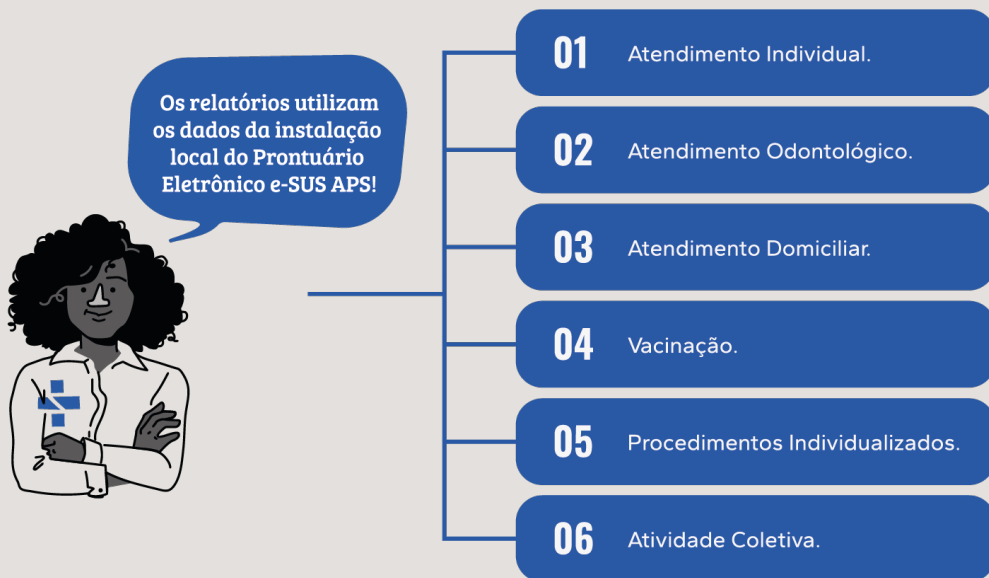 Os relatórios utilizam
os dados da instalação
local do Prontuário
Eletrônico e-SUS APS!
01 Atendimento Individual.
02 Atendimento Odontológico.
03 Atendimento Domiciliar.
04 Vacinação.
05 Procedimentos Individualizados.
06 Atividade Coletiva.